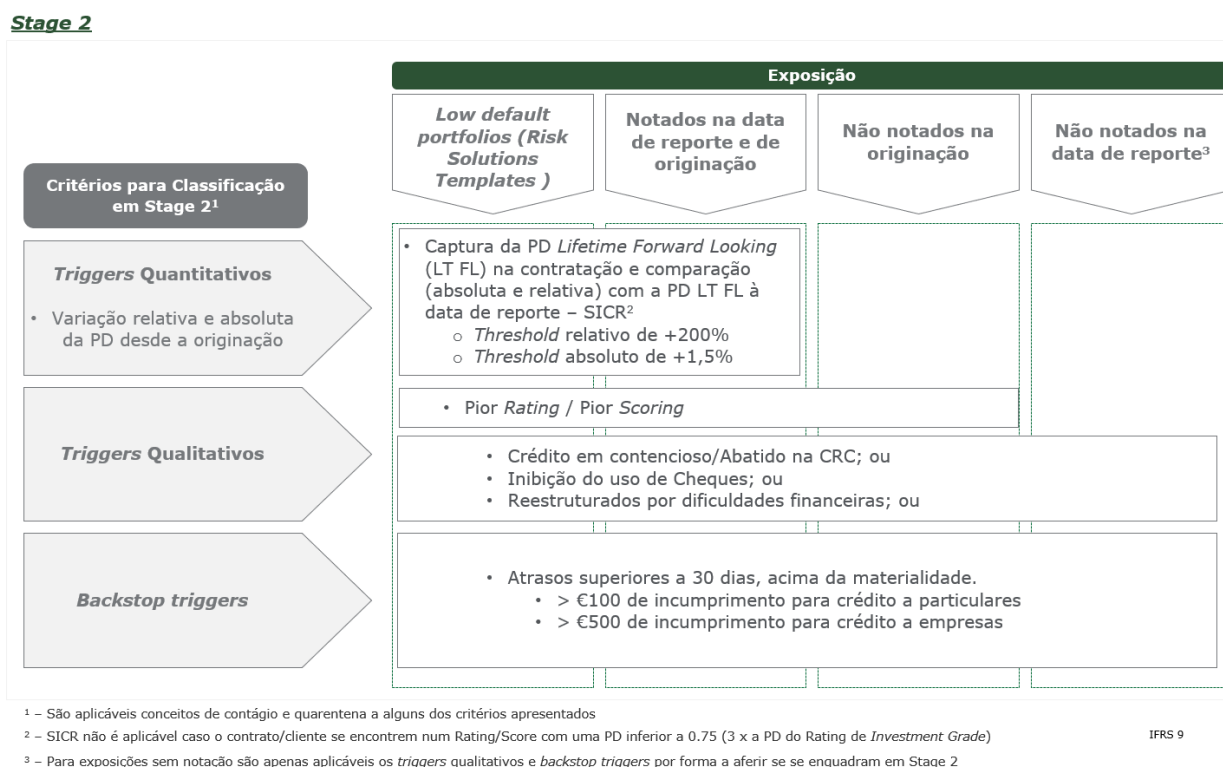 Stage 2
Exposição
Low default
portfolios (Risk
Solutions
Templates )
Notados na data
de reporte e de
originação
Não notados na
originação
Não notados na
data de reporte³
Critérios para Classificação
em Stage 2¹
Triggers Quantitativos
• Variação relativa e absoluta
da PD desde a originação
• Captura da PD Lifetime Forward Looking
(LT FL) na contratação e comparação
(absoluta e relativa) com a PD LT FL à
data de reporte – SICR²
o Threshold relativo de +200%
o Threshold absoluto de +1,5%
Triggers Qualitativos
• Pior Rating / Pior Scoring
• Crédito em contencioso/Abatido na CRC; ou
• Inibição do uso de Cheques; ou
• Reestruturados por dificuldades financeiras; ou
Backstop triggers
• Atrasos superiores a 30 dias, acima da materialidade.
• > €100 de incumprimento para crédito a particulares
• > €500 de incumprimento para crédito a empresas
¹ – São aplicáveis conceitos de contágio e quarentena a alguns dos critérios apresentados
² – SICR não é aplicável caso o contrato/cliente se encontrem num Rating/Score com uma PD inferior a 0.75 (3 x a PD do Rating de Investment Grade)
IFRS 9
³ – Para exposições sem notação são apenas aplicáveis os triggers qualitativos e backstop triggers por forma a aferir se se enquadram em Stage 2